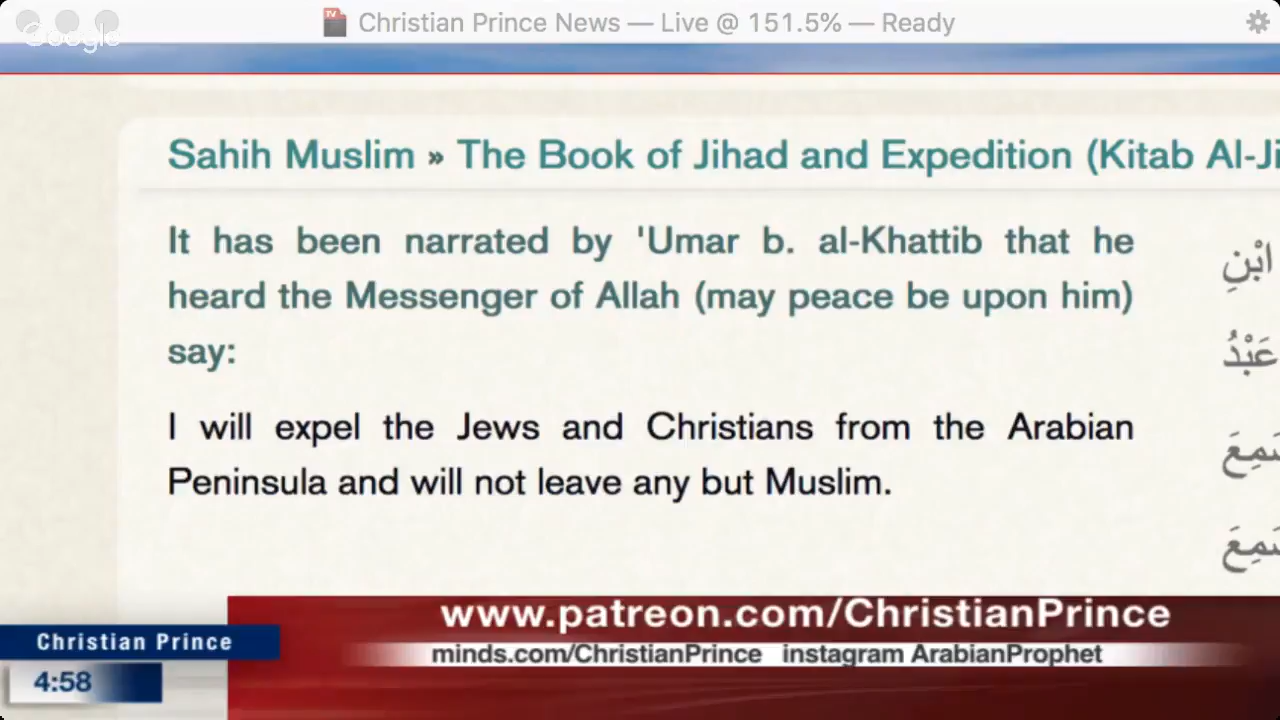 Christian Prince News — Live @ 151.5% — Ready
Google
Sahih Muslim » The Book of Jihad and Expedition (Kitab Al-Ji
It has been narrated by 'Umar b. al-Khattib that he
heard the Messenger of Allah (may peace be upon him)
say:
I will expel the Jews and Christians from the Arabian
Peninsula and will not leave any but Muslim.
ابْنِ
عَبْدُ
www.patreon.com/ChristianPrince
Christian Prince
minds.com/ChristianPrince instagram ArabianProphet
4:58